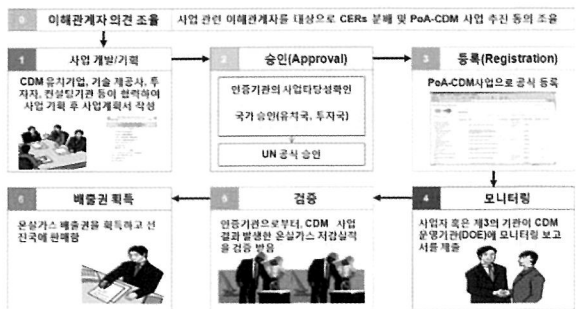 0 이해관계자 의견 조율
사업 관련 이해관계자를 대상으로 CERs 분배 및 PoA-CDM 사업 추진 동의 조율
1 사업 개발/기획
CDM 유치기업, 기술 제공사, 투
자자, 컨설팅기관 등이 협력하여
사업 기획 후 사업계획서 작성
2 승인(Approval)
인증기관의 사업타당성확인
국가 승인(유치국, 투자국)
UN 공식 승인
3 등록(Registration)
PoA-CDM사업으로 공식 등록
4 모니터링
사업자 혹은 제3의 기관이 CDM
운영기관(DOE)에 모니터링 보고
서를 제출
5 검증
인증기관으로부터, CDM 사업
결과 발생한 온실가스 저감실적
을 검증 받음
6 배출권 획득
온실가스 배출권을 획득하고 선
진국에 판매함